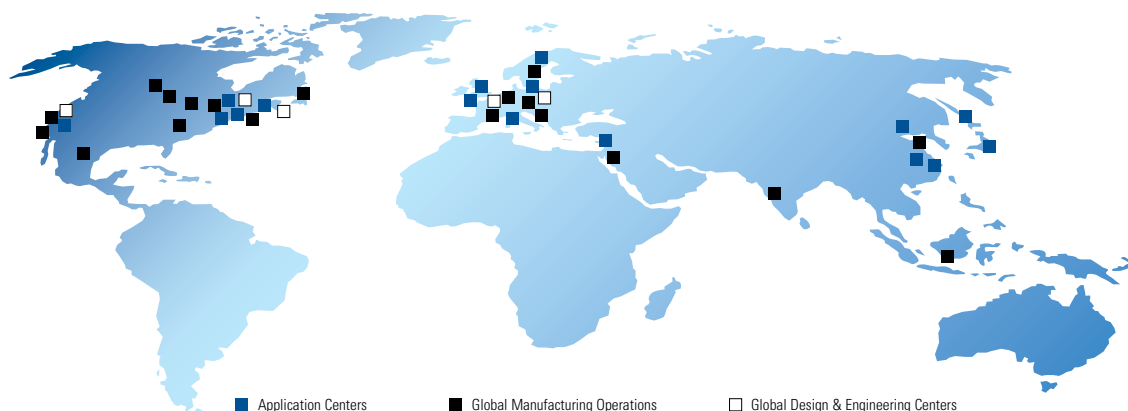 Application Centers
Global Manufacturing Operations
Global Design & Engineering Centers